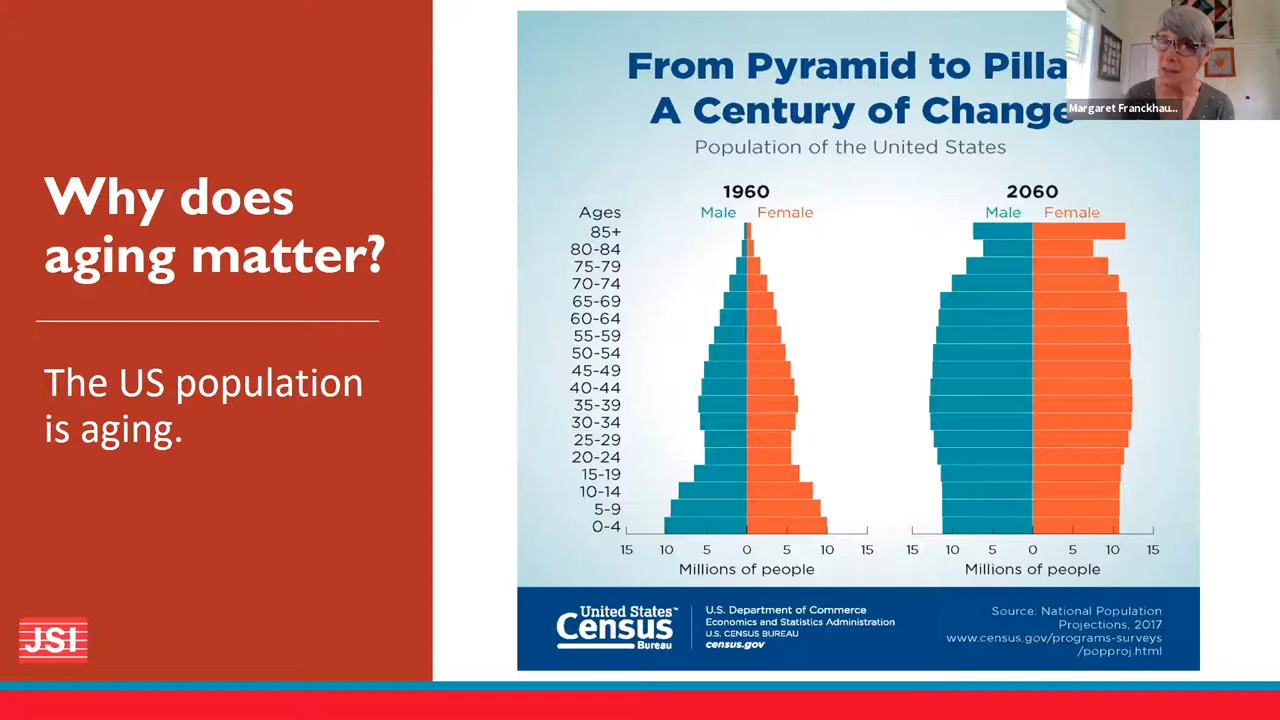 Why does
aging matter?
The US population
is aging.
JSI
From Pyramid to Pilla
A Century of Change
Population of the United States
Margaret Franckhau...
1960
Male Female
2060
Male Female
Ages
85+
80-84
75-79
70-74
65-69
60-64
55-59
50-54
45-49
40-44
35-39
30-34
25-29
20-24
15-19
10-14
5-9
0-4
15 10 5 0 5 10 15
Millions of people
15 10 5 0 5 10 15
Millions of people
United States™
Census
Bureau
U.S. Department of Commerce
Economics and Statistics Administration
U.S. CENSUS BUREAU
census.gov
Source: National Population
Projections, 2017
www.census.gov/programs-surveys
/popproj.html